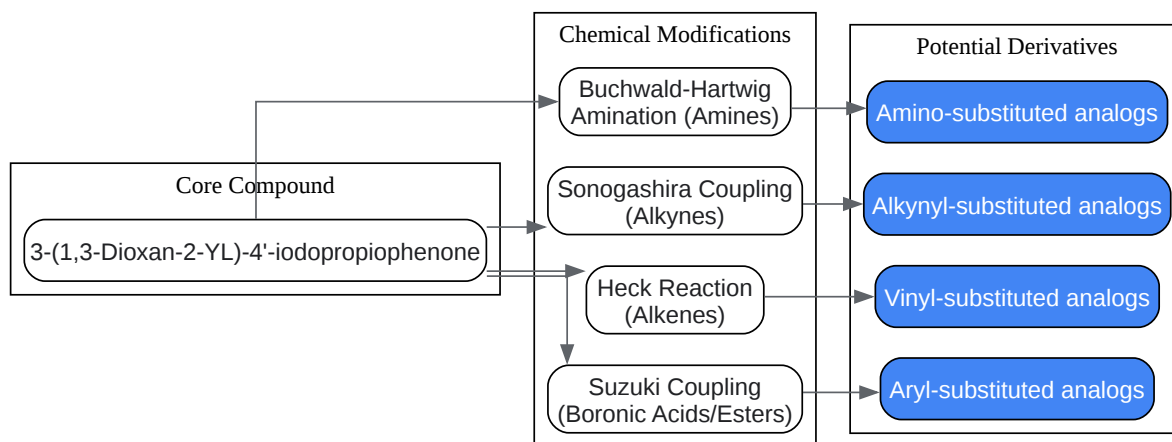 Core Compound
3-(1,3-Dioxan-2-YL)-4'-iodopropiophenone
Chemical Modifications
Buchwald-Hartwig
Amination (Amines)
Sonogashira Coupling
(Alkynes)
Heck Reaction
(Alkenes)
Suzuki Coupling
(Boronic Acids/Esters)
Potential Derivatives
Amino-substituted analogs
Alkynyl-substituted analogs
Vinyl-substituted analogs
Aryl-substituted analogs